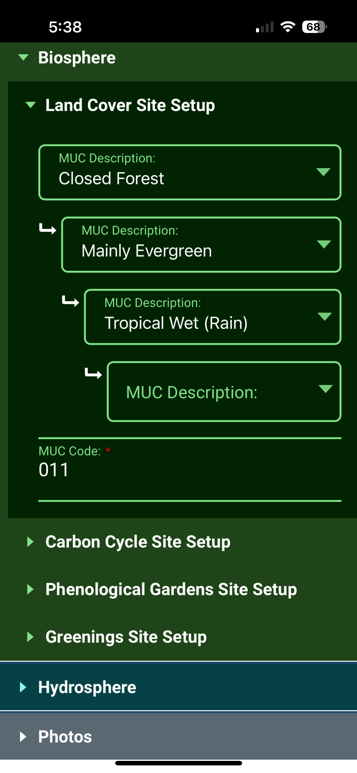 5:38
68
Biosphere
Land Cover Site Setup
MUC Description:
Closed Forest
MUC Description:
Mainly Evergreen
MUC Description:
Tropical Wet (Rain)
MUC Description:
MUC Code: *
011
Carbon Cycle Site Setup
Phenological Gardens Site Setup
Greenings Site Setup
Hydrosphere
Photos